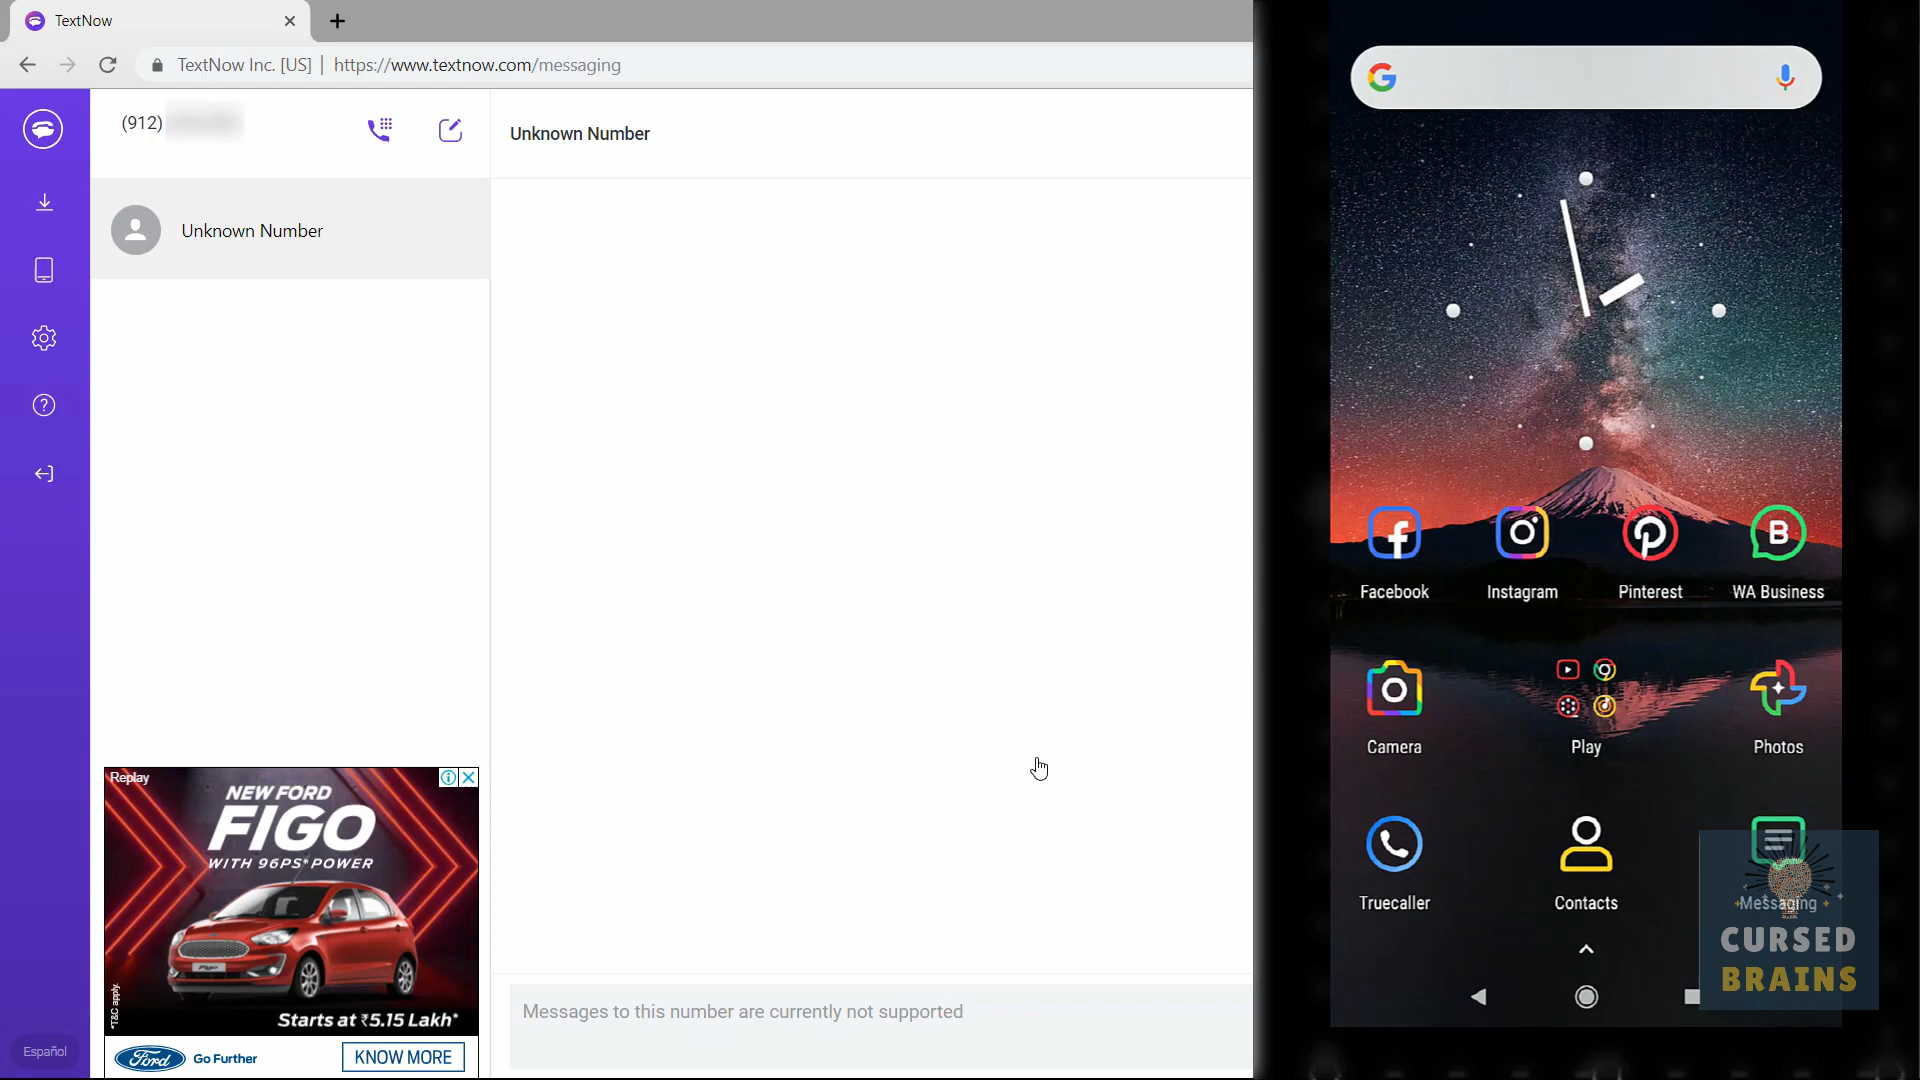 TextNow
TextNow Inc. [US] | https://www.textnow.com/messaging
(912)
Unknown Number
Unknown Number
Replay
NEW FORD
FIGO
WITH 96PS* POWER
Figo
*T&C apply.
Starts at ₹5.15 Lakh*
Ford
Go Further
KNOW MORE
Español
Messages to this number are currently not supported
Facebook
Instagram
Pinterest
WA Business
Camera
Play
Photos
Truecaller
Contacts
Messaging
CURSED
BRAINS